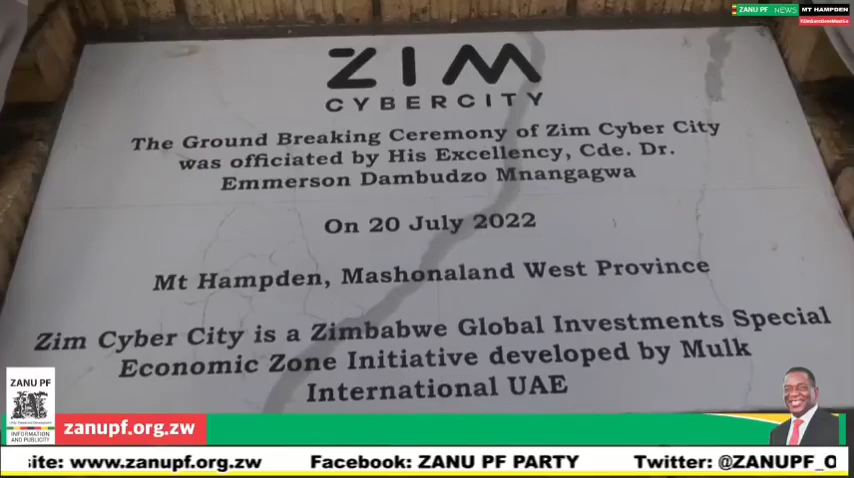 ZANU PF NEWS MT HAMPDEN
ZIM
CYBERCITY
The Ground Breaking Ceremony of Zim Cyber City
was officiated by His Excellency, Cde. Dr.
Emmerson Dambudzo Mnangagwa
On 20 July 2022
Mt Hampden, Mashonaland West Province
Zim Cyber City is a Zimbabwe Global Investments Special
Economic Zone Initiative developed by Mulk
International UAE
ZANU PF
INFORMATION
AND PUBLICITY
zanupf.org.zw
ite: www.zanupf.org.zw Facebook: ZANU PF PARTY Twitter: @ZANUPF_O